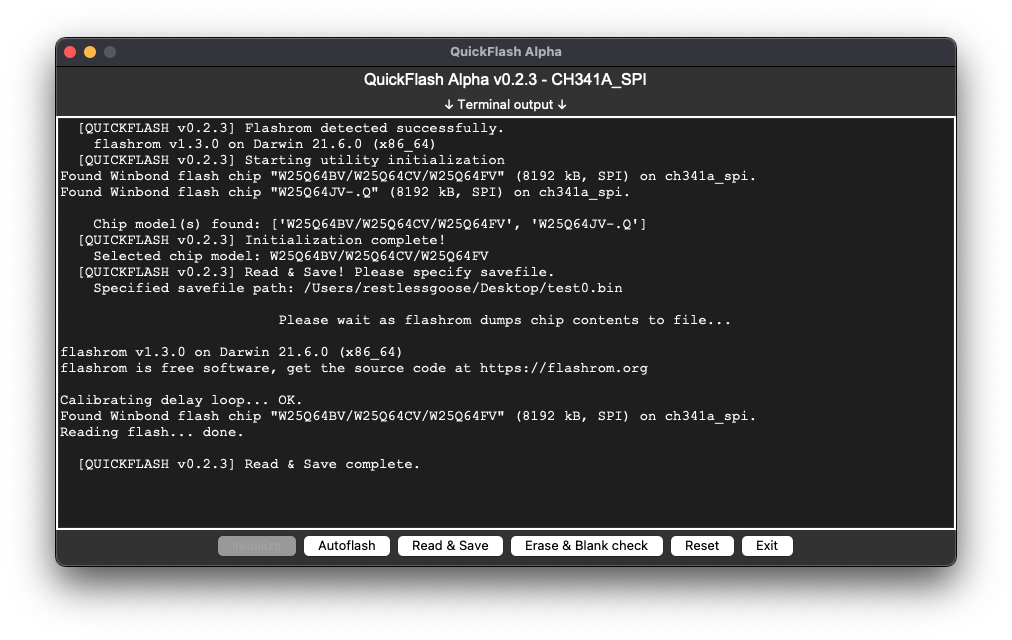 QuickFlash Alpha
QuickFlash Alpha v0.2.3 - CH341A_SPI
↓ Terminal output ↓
[QUICKFLASH v0.2.3] Flashrom detected successfully.
flashrom v1.3.0 on Darwin 21.6.0 (x86_64)
[QUICKFLASH v0.2.3] Starting utility initialization
Found Winbond flash chip "W25Q64BV/W25Q64CV/W25Q64FV" (8192 kB, SPI) on ch341a_spi.
Found Winbond flash chip "W25Q64JV-.Q" (8192 kB, SPI) on ch341a_spi.
Chip model(s) found: ['W25Q64BV/W25Q64CV/W25Q64FV', 'W25Q64JV-.Q']
[QUICKFLASH v0.2.3] Initialization complete!
Selected chip model: W25Q64BV/W25Q64CV/W25Q64FV
[QUICKFLASH v0.2.3] Read & Save! Please specify savefile.
Specified savefile path: /Users/restlessgoose/Desktop/test0.bin
Please wait as flashrom dumps chip contents to file...
flashrom v1.3.0 on Darwin 21.6.0 (x86_64)
flashrom is free software, get the source code at https://flashrom.org
Calibrating delay loop... OK.
Found Winbond flash chip "W25Q64BV/W25Q64CV/W25Q64FV" (8192 kB, SPI) on ch341a_spi.
Reading flash... done.
[QUICKFLASH v0.2.3] Read & Save complete.
Initialize Autoflash Read & Save Erase & Blank check Reset Exit